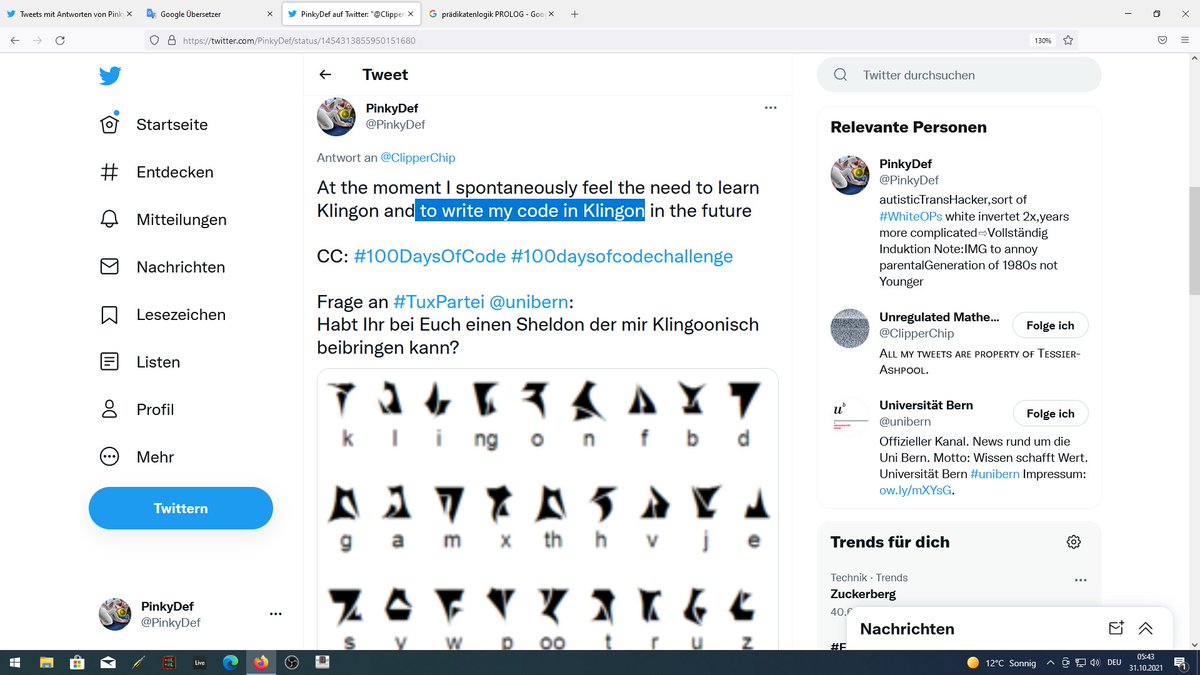 Tweets mit Antworten von Pink
Google Übersetzer
PinkyDef auf Twitter: "@Clipper
prädikatenlogik PROLOG - Goo
https://twitter.com/PinkyDef/status/1454313855950151680
130%
Startseite
Entdecken
Mitteilungen
Nachrichten
Lesezeichen
Listen
Profil
Mehr
Twittern
PinkyDef
@PinkyDef
Tweet
PinkyDef
@PinkyDef
Antwort an @ClipperChip
At the moment I spontaneously feel the need to learn
Klingon and to write my code in Klingon in the future
CC: #100DaysOfCode #100daysofcodechallenge
Frage an #TuxPartei @unibern:
Habt Ihr bei Euch einen Sheldon der mir Klingoonisch
beibringen kann?
k l i ng o n f b d
g a m x th h v j e
s y w p oo t r u z
Twitter durchsuchen
Relevante Personen
PinkyDef
@PinkyDef
autisticTransHacker,sort of
#WhiteOPs white invertet 2x,years
more complicated⇨Vollständig
Induktion Note:IMG to annoy
parentalGeneration of 1980s not
Younger
Unregulated Mathe...
@ClipperChip
Folge ich
All my tweets are property of Tessier-
Ashpool.
Universität Bern
@unibern
Folge ich
Offizieller Kanal. News rund um die
Uni Bern. Motto: Wissen schafft Wert.
Universität Bern #unibern Impressum:
ow.ly/mXYsG.
Trends für dich
Technik · Trends
Zuckerberg
Nachrichten
Live
12°C Sonnig
DEU
05:43
31.10.2021